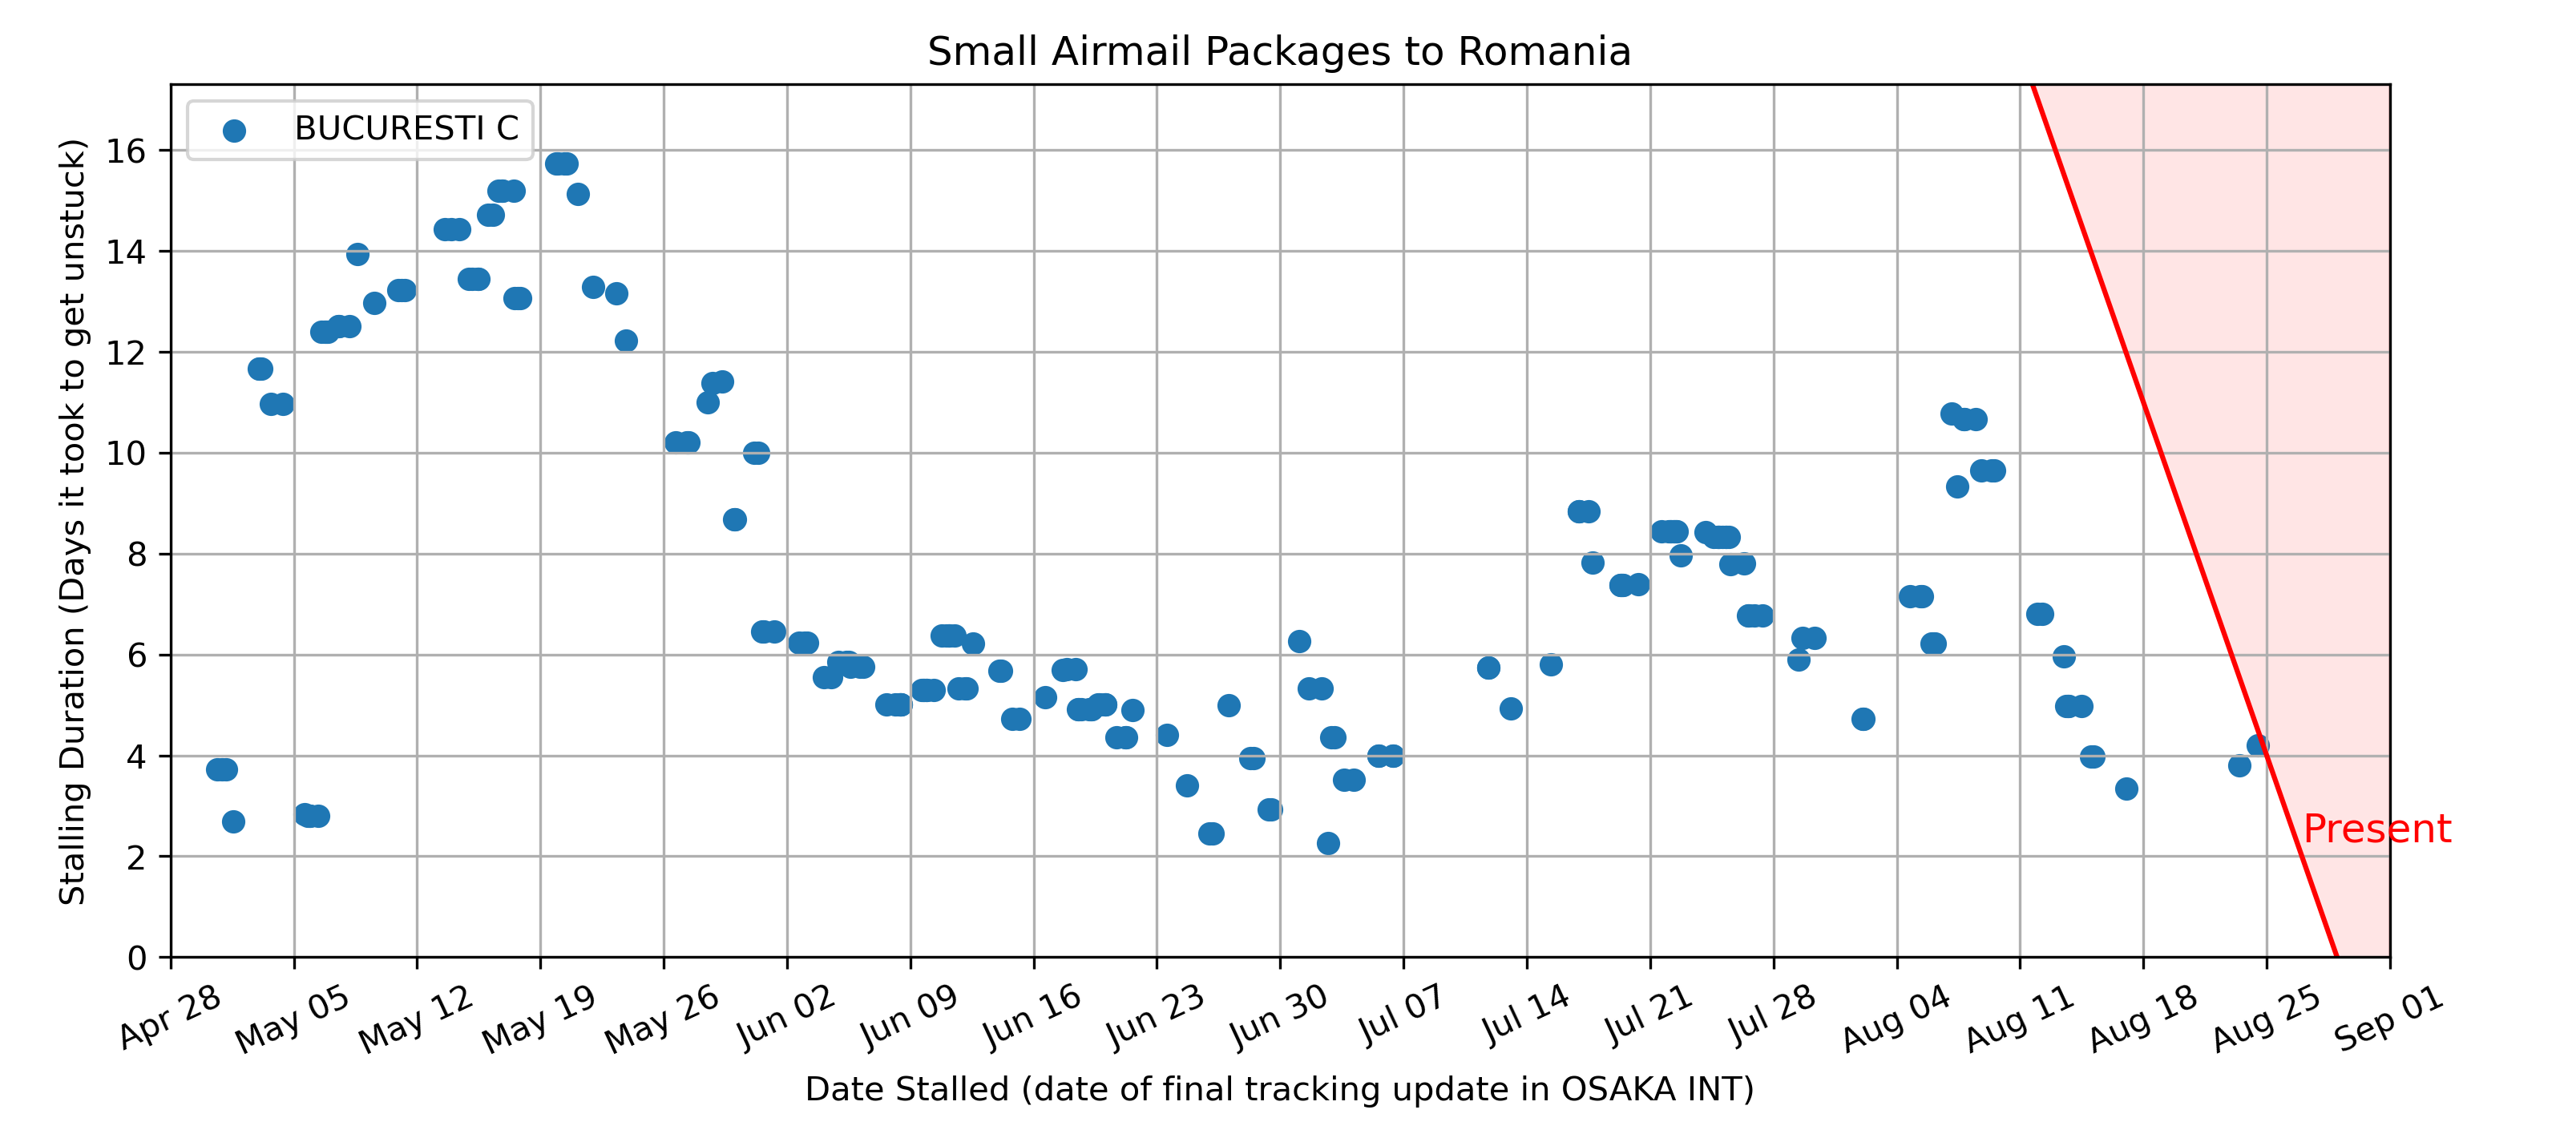 Small Airmail Packages to Romania
BUCURESTI C
Stalling Duration (Days it took to get unstuck)
16
14
12
10
8
6
4
2
0
Present
Apr 28
May 05
May 12
May 19
May 26
Jun 02
Jun 09
Jun 16
Jun 23
Jun 30
Jul 07
Jul 14
Jul 21
Jul 28
Aug 04
Aug 11
Aug 18
Aug 25
Sep 01
Date Stalled (date of final tracking update in OSAKA INT)